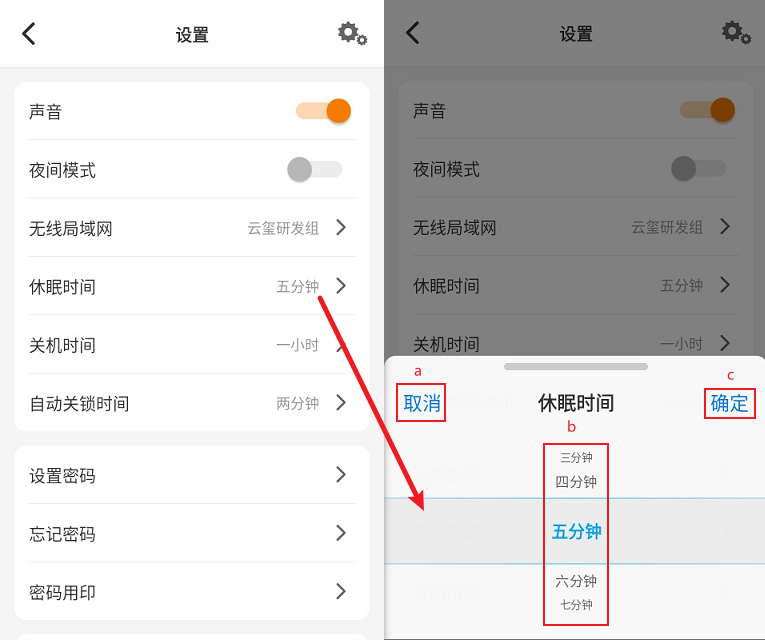 设置
声音
夜间模式
无线局域网 云玺研发组
休眠时间 五分钟
关机时间 一小时
自动关锁时间 两分钟
设置密码
忘记密码
密码用印
设置
声音
夜间模式
无线局域网 云玺研发组
休眠时间 五分钟
关机时间 一小时
a
c
取消 休眠时间 确定
b
三分钟
四分钟
五分钟
六分钟
七分钟